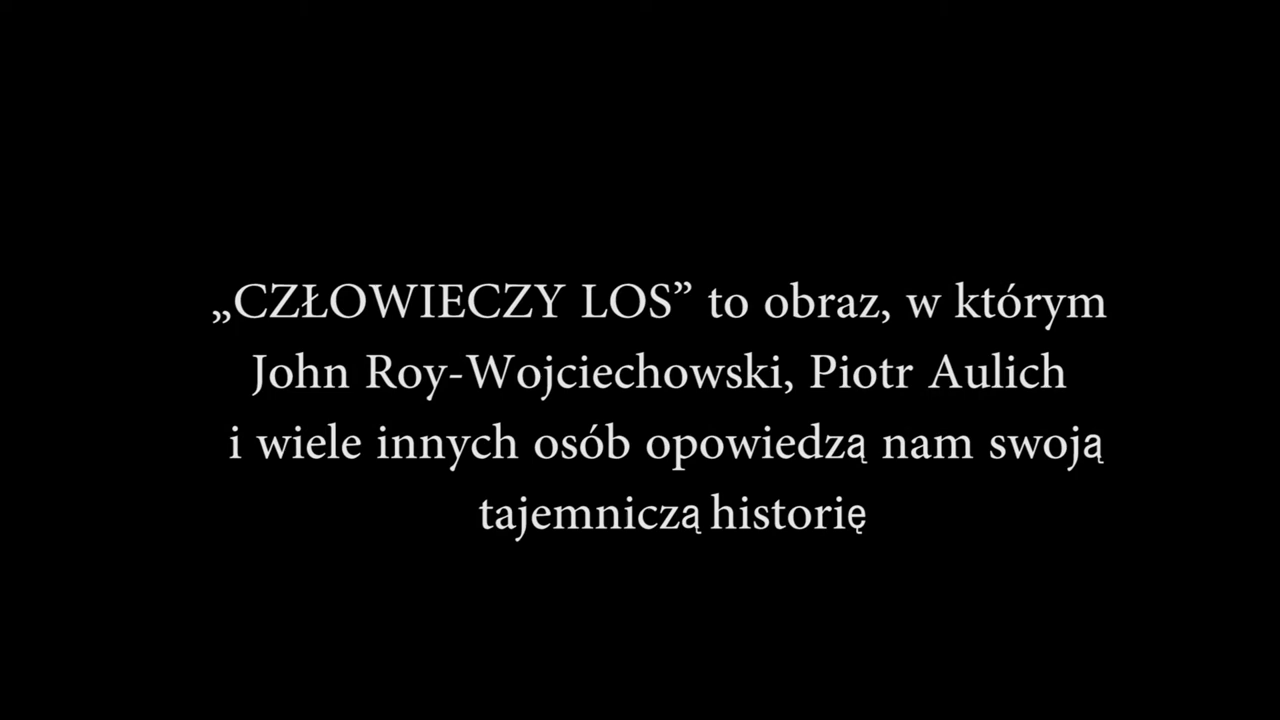 „CZŁOWIECZY LOS” to obraz, w którym
John Roy-Wojciechowski, Piotr Aulich
i wiele innych osób opowiedzą nam swoją
tajemniczą historię